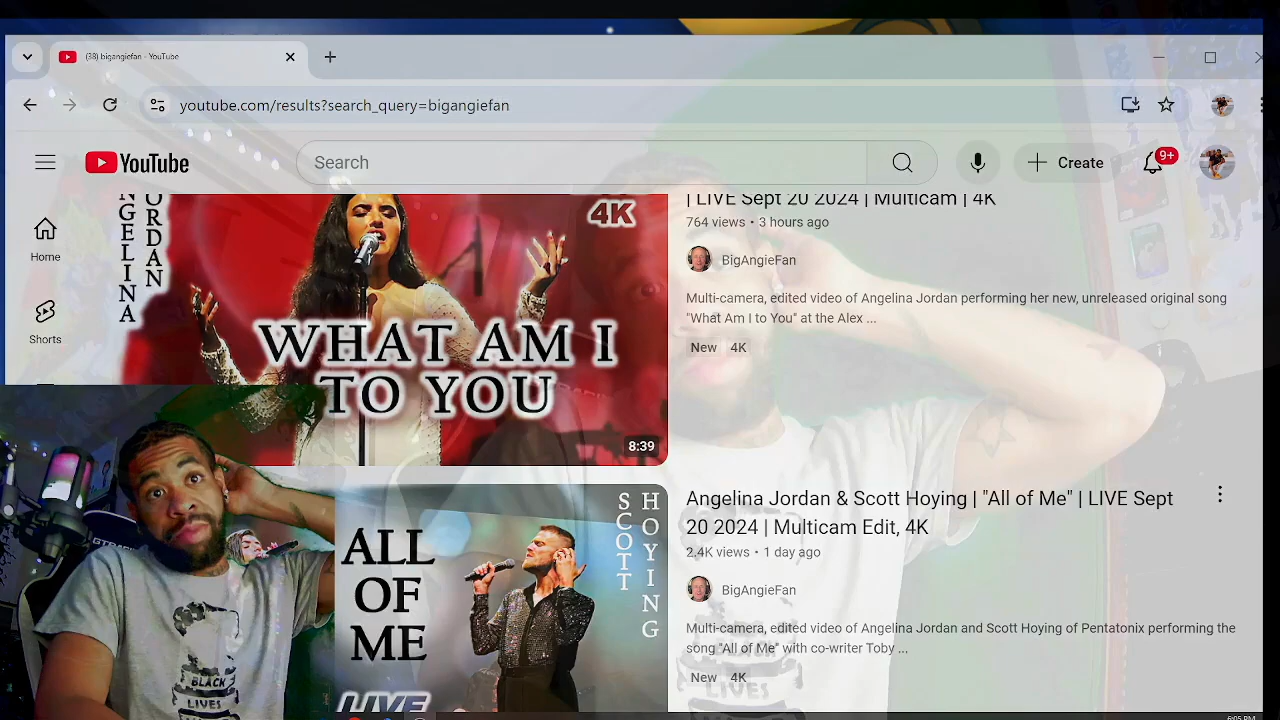 (38) bigangiefan - YouTube
youtube.com/results?search_query=bigangiefan
YouTube
Search
Create
9+
Home
Shorts
ANGELINA
JORDAN
4K
WHAT AM I
TO YOU
8:39
| LIVE Sept 20 2024 | Multicam | 4K
764 views • 3 hours ago
BigAngieFan
Multi-camera, edited video of Angelina Jordan performing her new, unreleased original song
"What Am I to You" at the Alex ...
New 4K
ALL
OF
ME
LIVE
SCOTT
HOYING
Angelina Jordan & Scott Hoying | "All of Me" | LIVE Sept
20 2024 | Multicam Edit, 4K
2.4K views • 1 day ago
BigAngieFan
Multi-camera, edited video of Angelina Jordan and Scott Hoying of Pentatonix performing the
song "All of Me" with co-writer Toby ...
New 4K
BLACK
LIVES
LIVES
6:05 PM